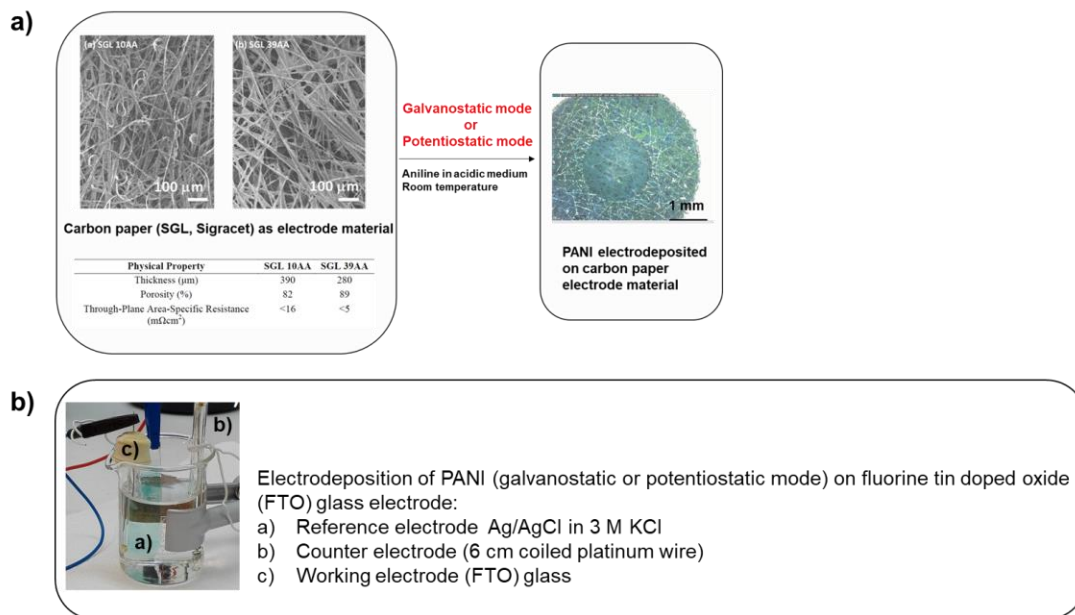 a)
(a) SGL 10AA
(b) SGL 39AA
100 µm
100 µm
Carbon paper (SGL, Sigracet) as electrode material
Physical Property SGL 10AA SGL 39AA
Thickness (µm) 390 280
Porosity (%) 82 89
Through-Plane Area-Specific Resistance <16 <5
(mΩcm²)
Galvanostatic mode
or
Potentiostatic mode
Aniline in acidic medium
Room temperature
1 mm
PANI electrodeposited
on carbon paper
electrode material
b)
b)
c)
a)
Electrodeposition of PANI (galvanostatic or potentiostatic mode) on fluorine tin doped oxide
(FTO) glass electrode:
a) Reference electrode Ag/AgCl in 3 M KCl
b) Counter electrode (6 cm coiled platinum wire)
c) Working electrode (FTO) glass